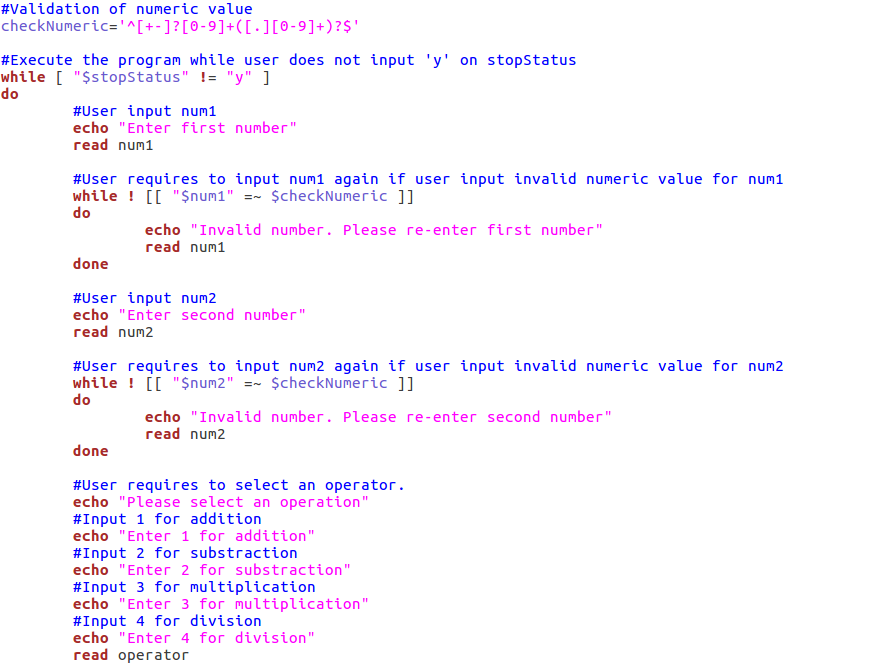 #Validation of numeric value
checkNumeric='^[+-]?[0-9]+([.][0-9]+)?$'

#Execute the program while user does not input 'y' on stopStatus
while [ "$stopStatus" != "y" ]
do
        #User input num1
        echo "Enter first number"
        read num1

        #User requires to input num1 again if user input invalid numeric value for num1
        while ! [[ "$num1" =~ $checkNumeric ]]
        do
                echo "Invalid number. Please re-enter first number"
                read num1
        done

        #User input num2
        echo "Enter second number"
        read num2

        #User requires to input num2 again if user input invalid numeric value for num2
        while ! [[ "$num2" =~ $checkNumeric ]]
        do
                echo "Invalid number. Please re-enter second number"
                read num2
        done

        #User requires to select an operator.
        echo "Please select an operation"
        #Input 1 for addition
        echo "Enter 1 for addition"
        #Input 2 for substraction
        echo "Enter 2 for substraction"
        #Input 3 for multiplication
        echo "Enter 3 for multiplication"
        #Input 4 for division
        echo "Enter 4 for division"
        read operator